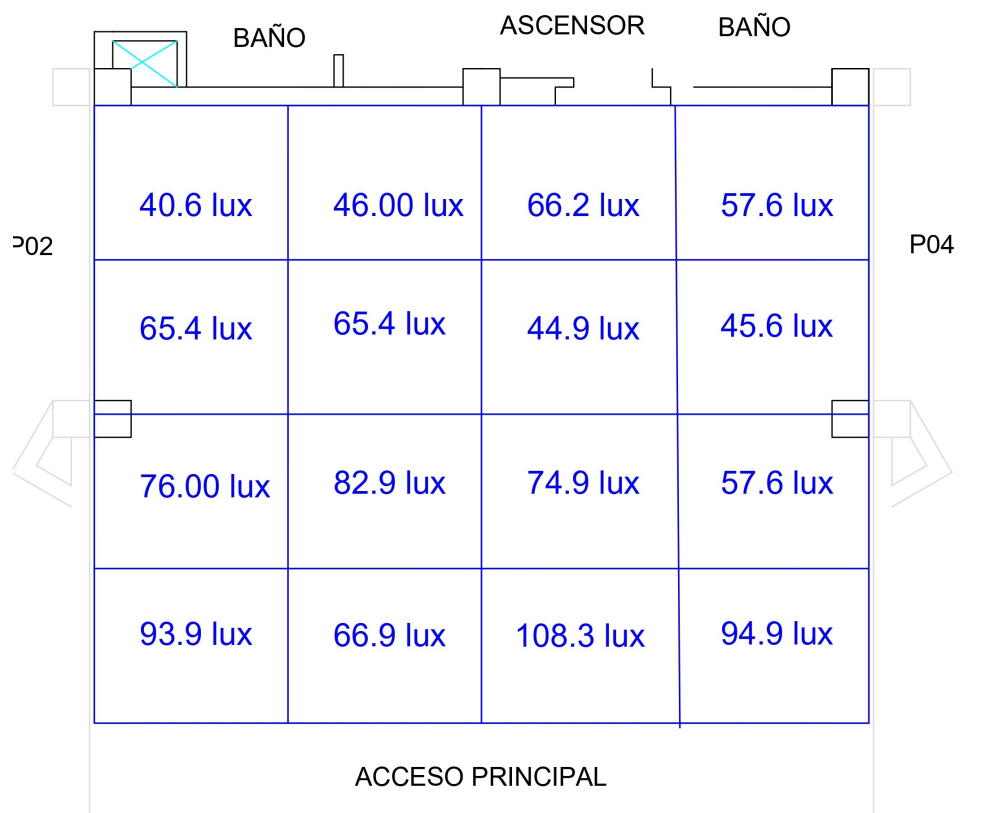 BAÑO
ASCENSOR
BAÑO
40.6 lux
46.00 lux
66.2 lux
57.6 lux
P02
P04
65.4 lux
65.4 lux
44.9 lux
45.6 lux
76.00 lux
82.9 lux
74.9 lux
57.6 lux
93.9 lux
66.9 lux
108.3 lux
94.9 lux
ACCESO PRINCIPAL